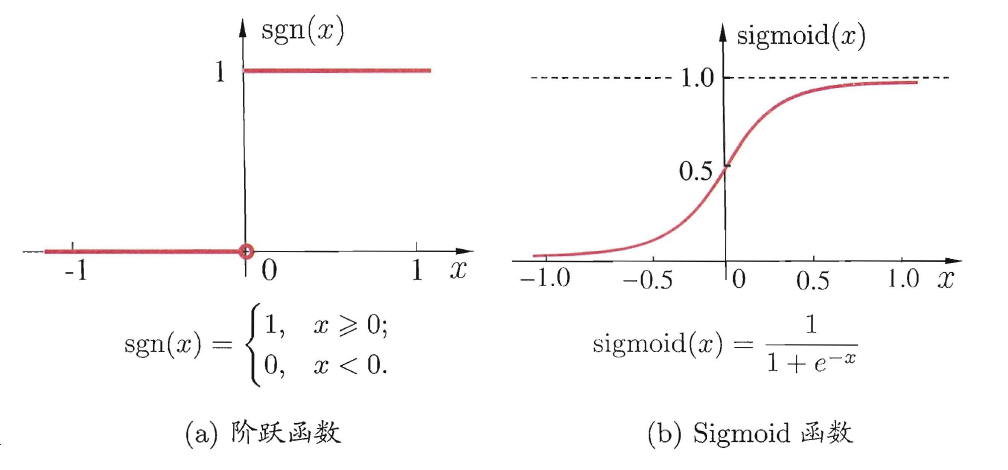 sgn(x)
1
-1
0
1
x
sgn(x) = {1, x ⩾ 0;
0, x < 0.
(a) 阶跃函数
sigmoid(x)
1.0
0.5
−1.0
−0.5
0
0.5
1.0
x
sigmoid(x) = 1 / (1 + e^{−x})
(b) Sigmoid 函数